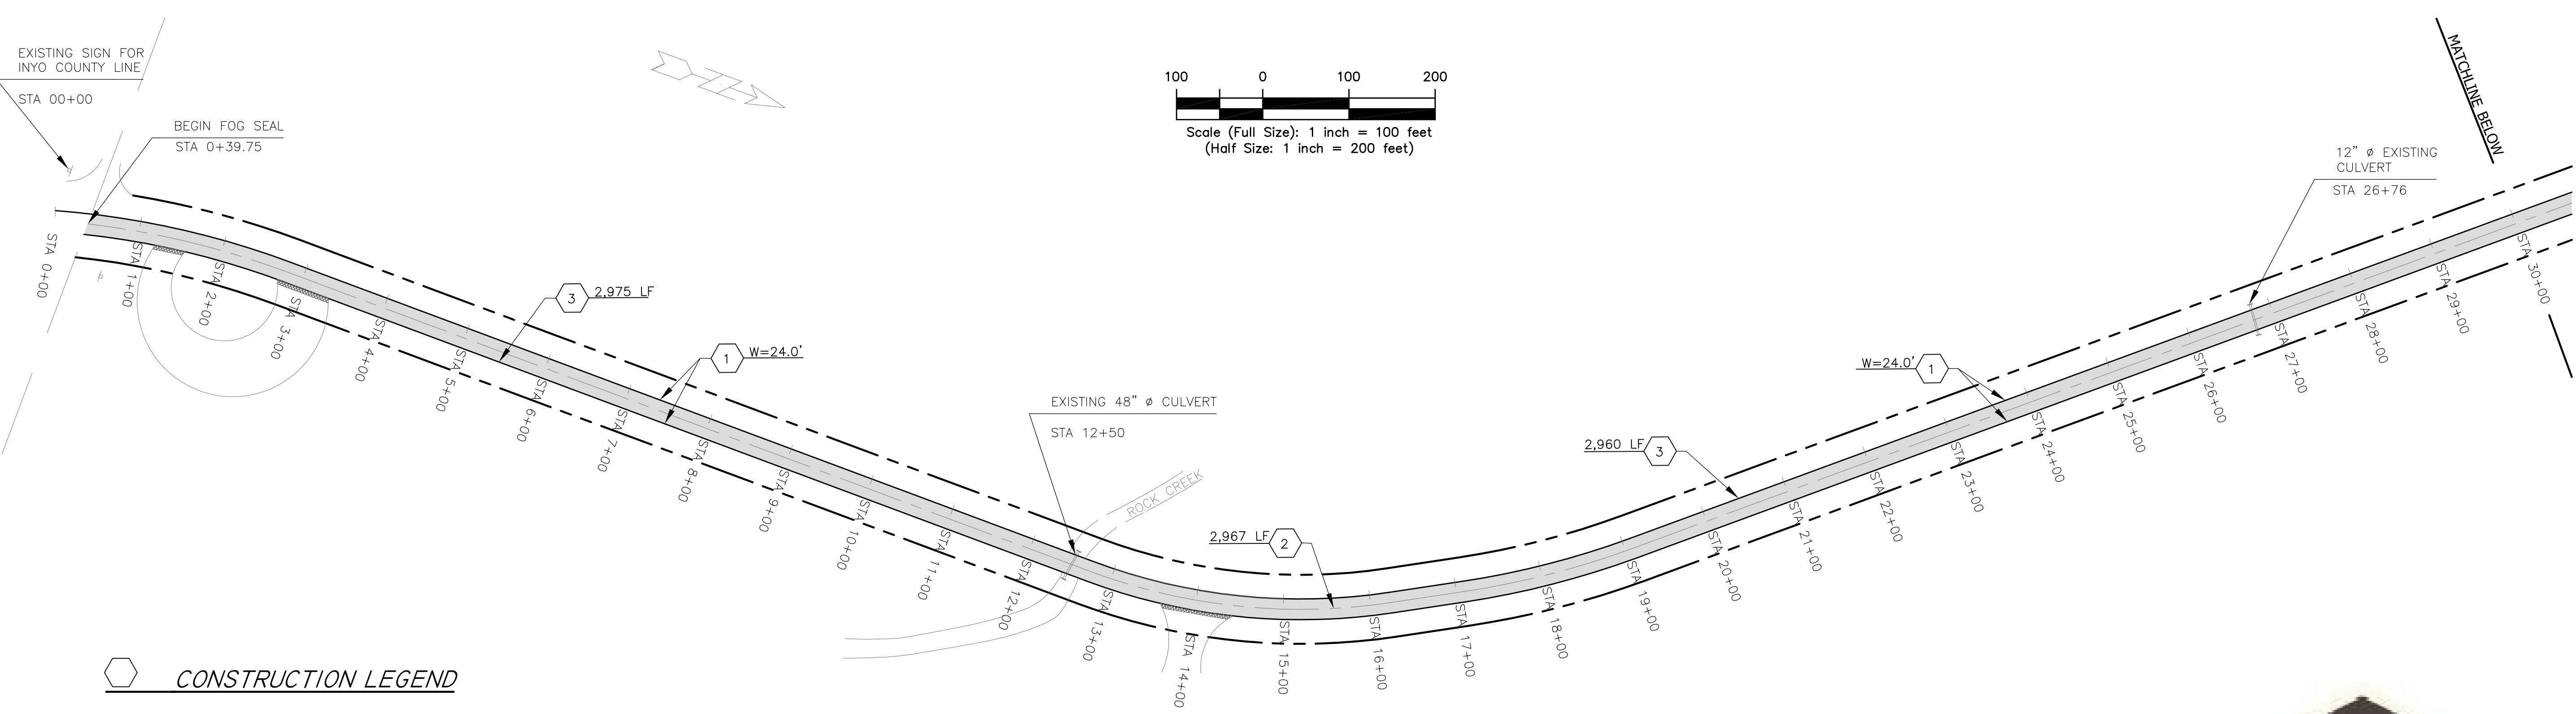 EXISTING SIGN FOR
INYO COUNTY LINE
STA 00+00
BEGIN FOG SEAL
STA 0+39.75
100 0 100 200
Scale (Full Size): 1 inch = 100 feet
(Half Size: 1 inch = 200 feet)
MATCHLINE BELOW
12" ø EXISTING
CULVERT
STA 26+76
3 2,975 LF
1 W=24.0'
W=24.0' 1
EXISTING 48" ø CULVERT
STA 12+50
ROCK CREEK
2,960 LF 3
2,967 LF 2
STA 0+00
STA 1+00
STA 2+00
STA 3+00
STA 4+00
STA 5+00
STA 6+00
STA 7+00
STA 8+00
STA 9+00
STA 10+00
STA 11+00
STA 12+00
STA 13+00
STA 14+00
STA 15+00
STA 16+00
STA 17+00
STA 18+00
STA 19+00
STA 20+00
STA 21+00
STA 22+00
STA 23+00
STA 24+00
STA 25+00
STA 26+00
STA 27+00
STA 28+00
STA 29+00
STA 30+00
CONSTRUCTION LEGEND